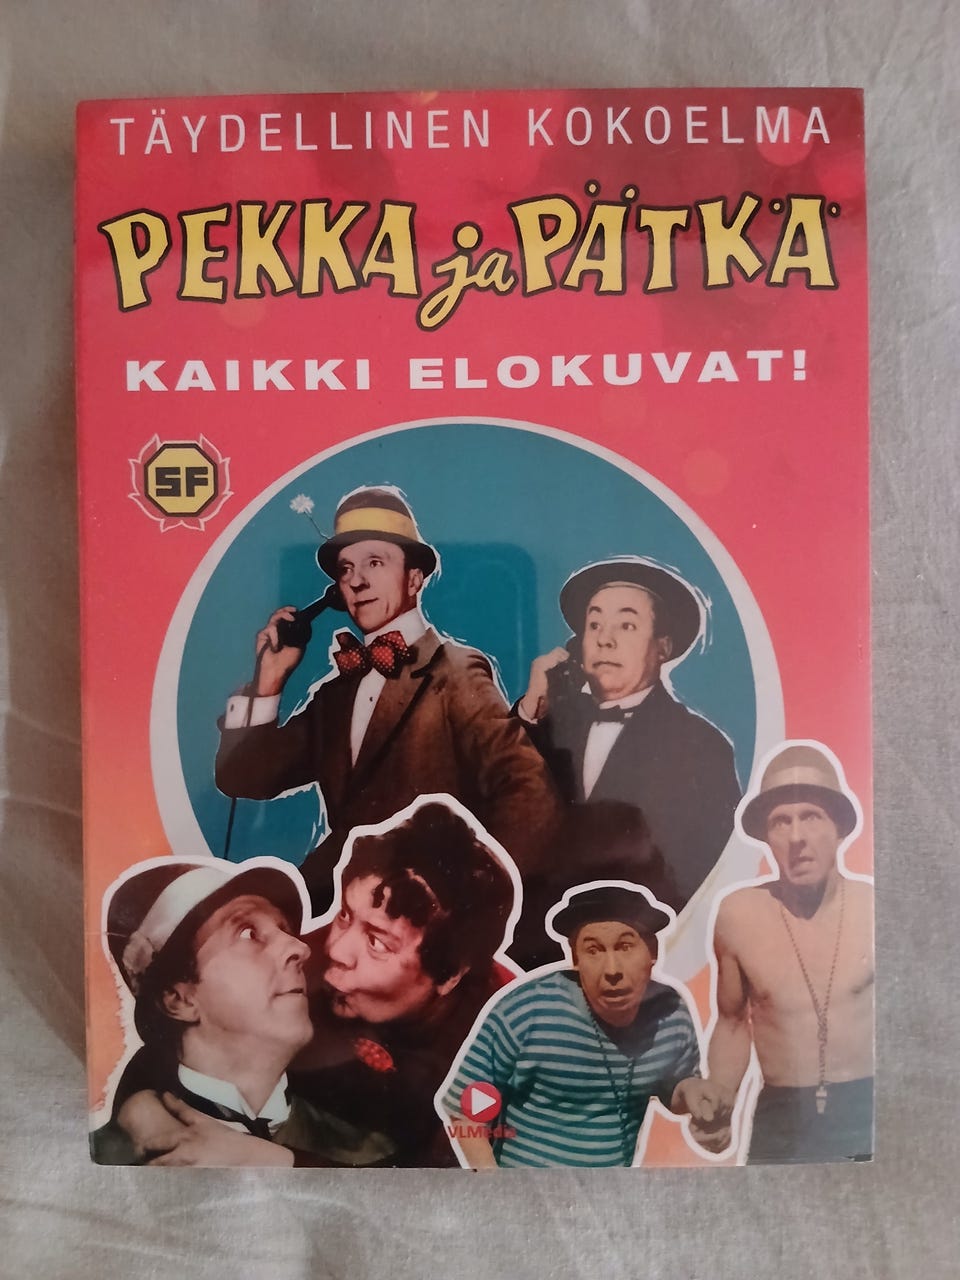 TÄYDELLINEN KOKOELMA
PEKKA ja PÄTKÄ
KAIKKI ELOKUVAT!
SF
VLMedia